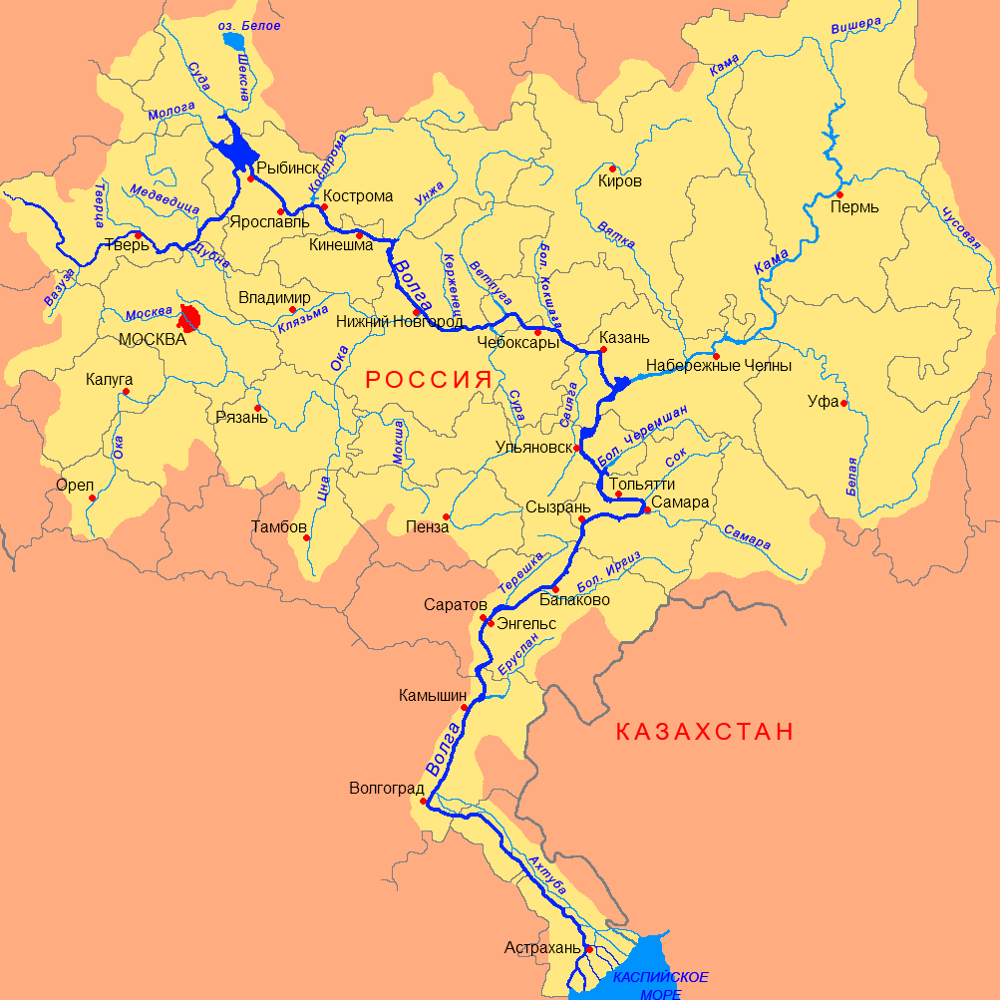 оз. Белое
Вишера
Кама
Суда
Шексна
Молога
Рыбинск
Кострома
Киров
Тверца
Медведица
Унжа
Кострома
Пермь
Ярославль
Чусовая
Кинешма
Вятка
Тверь
Дубна
Кама
Вазуза
Волга
Керженец
Ветлуга
Бол. Кокшага
Владимир
Москва
Клязьма
Нижний Новгород
МОСКВА
Чебоксары
Казань
Ока
Набережные Челны
Калуга
РОССИЯ
Рязань
Сура
Свияга
Уфа
Ока
Мокша
Ульяновск
Бол. Черемшан
Сок
Белая
Орел
Цна
Тольятти
Сызрань
Самара
Тамбов
Пенза
Самара
Терешка
Бол. Иргиз
Балаково
Саратов
Энгельс
Еруслан
Камышин
КАЗАХСТАН
Волга
Волгоград
Ахтуба
Астрахань
КАСПИЙСКОЕ
МОРЕ